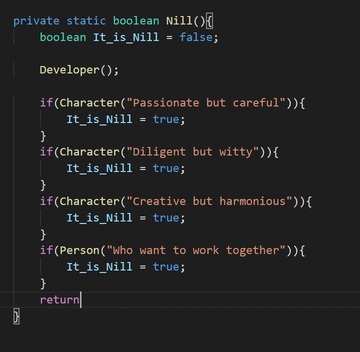 private static boolean Nill(){
boolean It_is_Nill = false;
Developer();
if(Character("Passionate but careful")){
It_is_Nill = true;
}
if(Character("Diligent but witty")){
It_is_Nill = true;
}
if(Character("Creative but harmonious")){
It_is_Nill = true;
}
if(Person("Who want to work together")){
It_is_Nill = true;
}
return
}